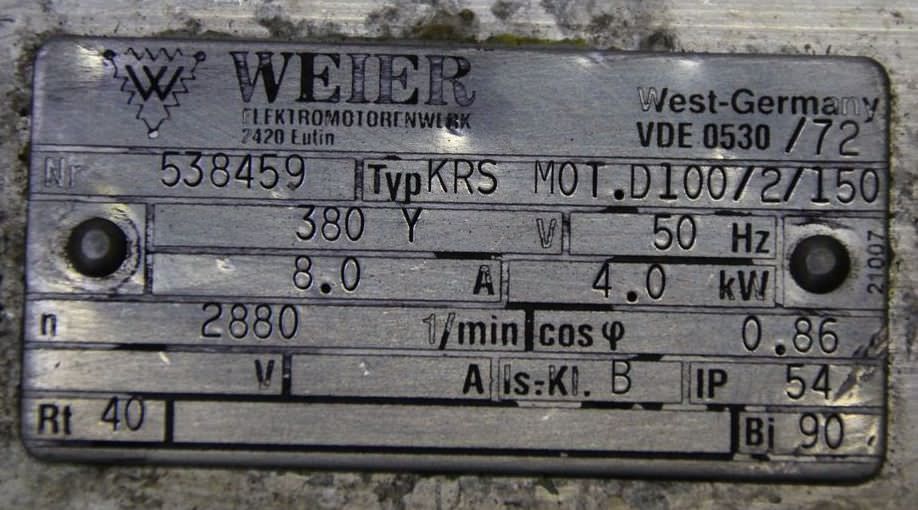 W WEIER
ELEKTROMOTORENWERK
2420 Eutin
West-Germany
VDE 0530 /72
Nr 538459 Typ KRS MOT.D100/2/150
380 Y V 50 Hz
8.0 A 4.0 kW
21007
n 2880 1/min cos φ 0.86
V A Is.-Kl. B IP 54
Rt 40 Bi 90